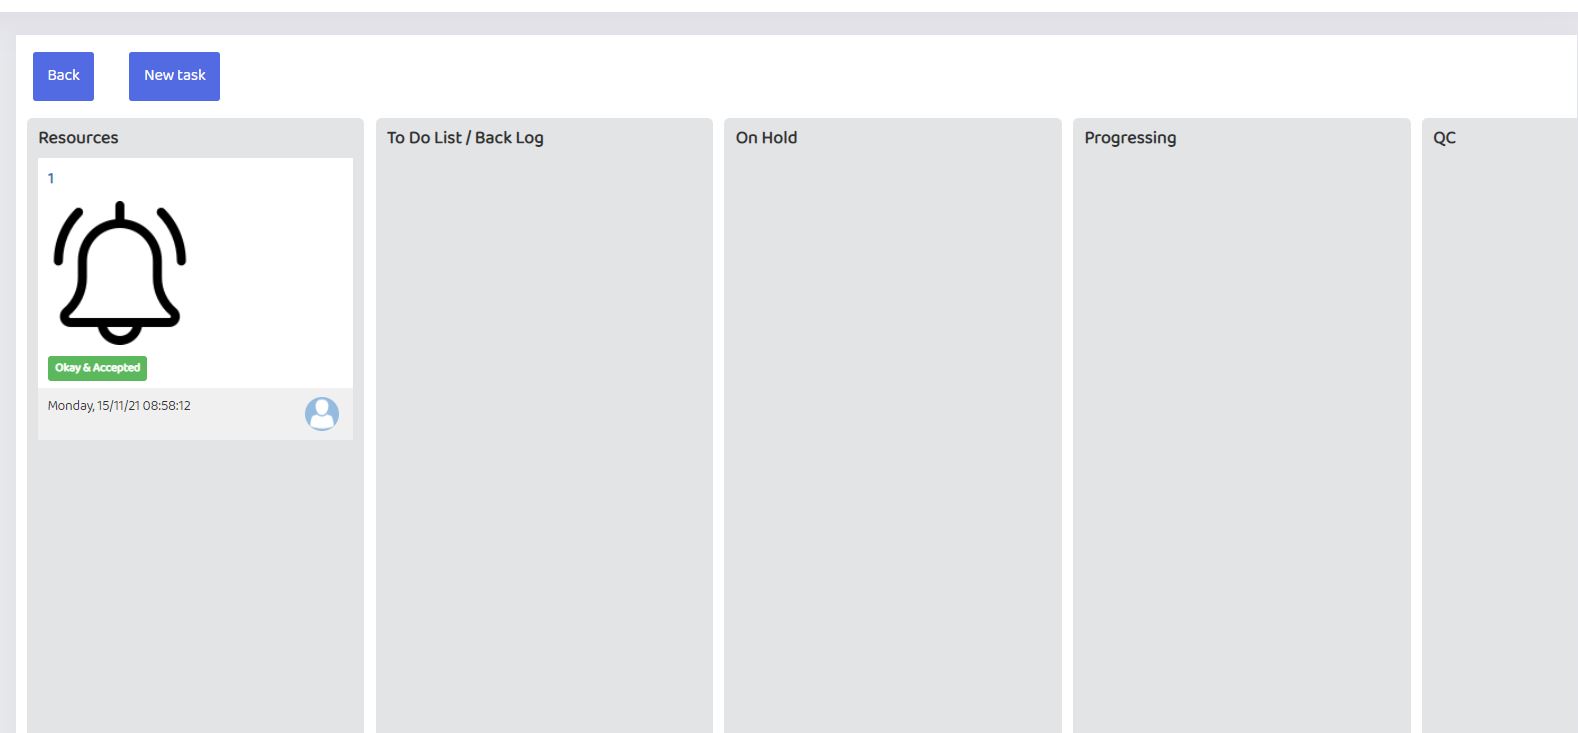 Back
New task
Resources
1
Okay & Accepted
Monday, 15/11/21 08:58:12
To Do List / Back Log
On Hold
Progressing
QC